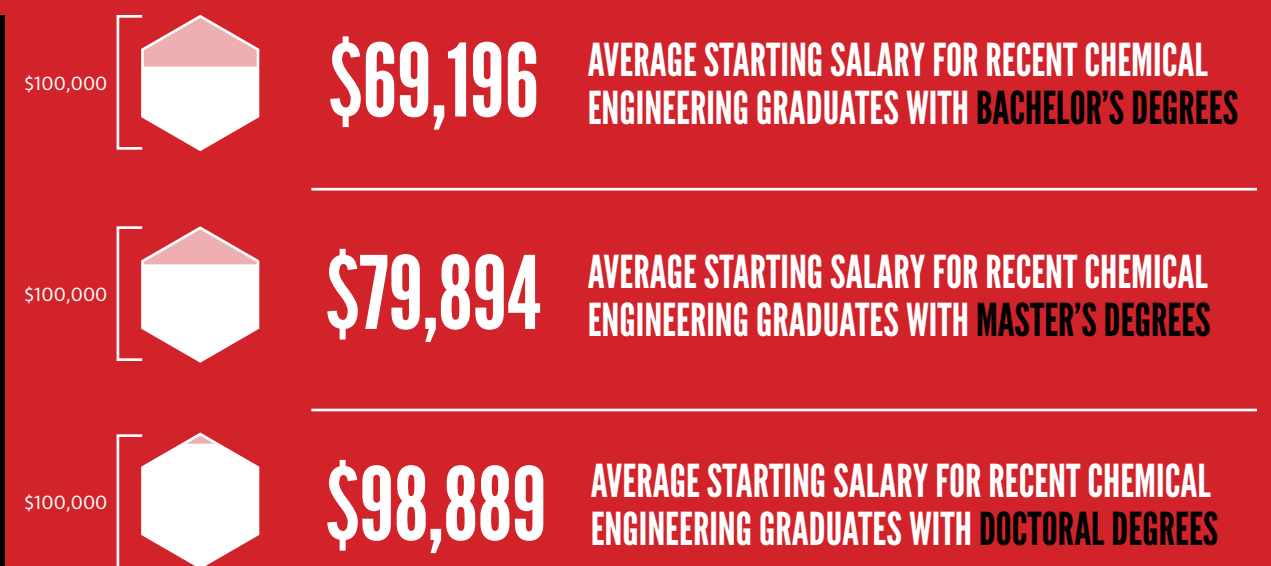 $100,000
$69,196
AVERAGE STARTING SALARY FOR RECENT CHEMICAL
ENGINEERING GRADUATES WITH BACHELOR'S DEGREES
$100,000
$79,894
AVERAGE STARTING SALARY FOR RECENT CHEMICAL
ENGINEERING GRADUATES WITH MASTER'S DEGREES
$100,000
$98,889
AVERAGE STARTING SALARY FOR RECENT CHEMICAL
ENGINEERING GRADUATES WITH DOCTORAL DEGREES